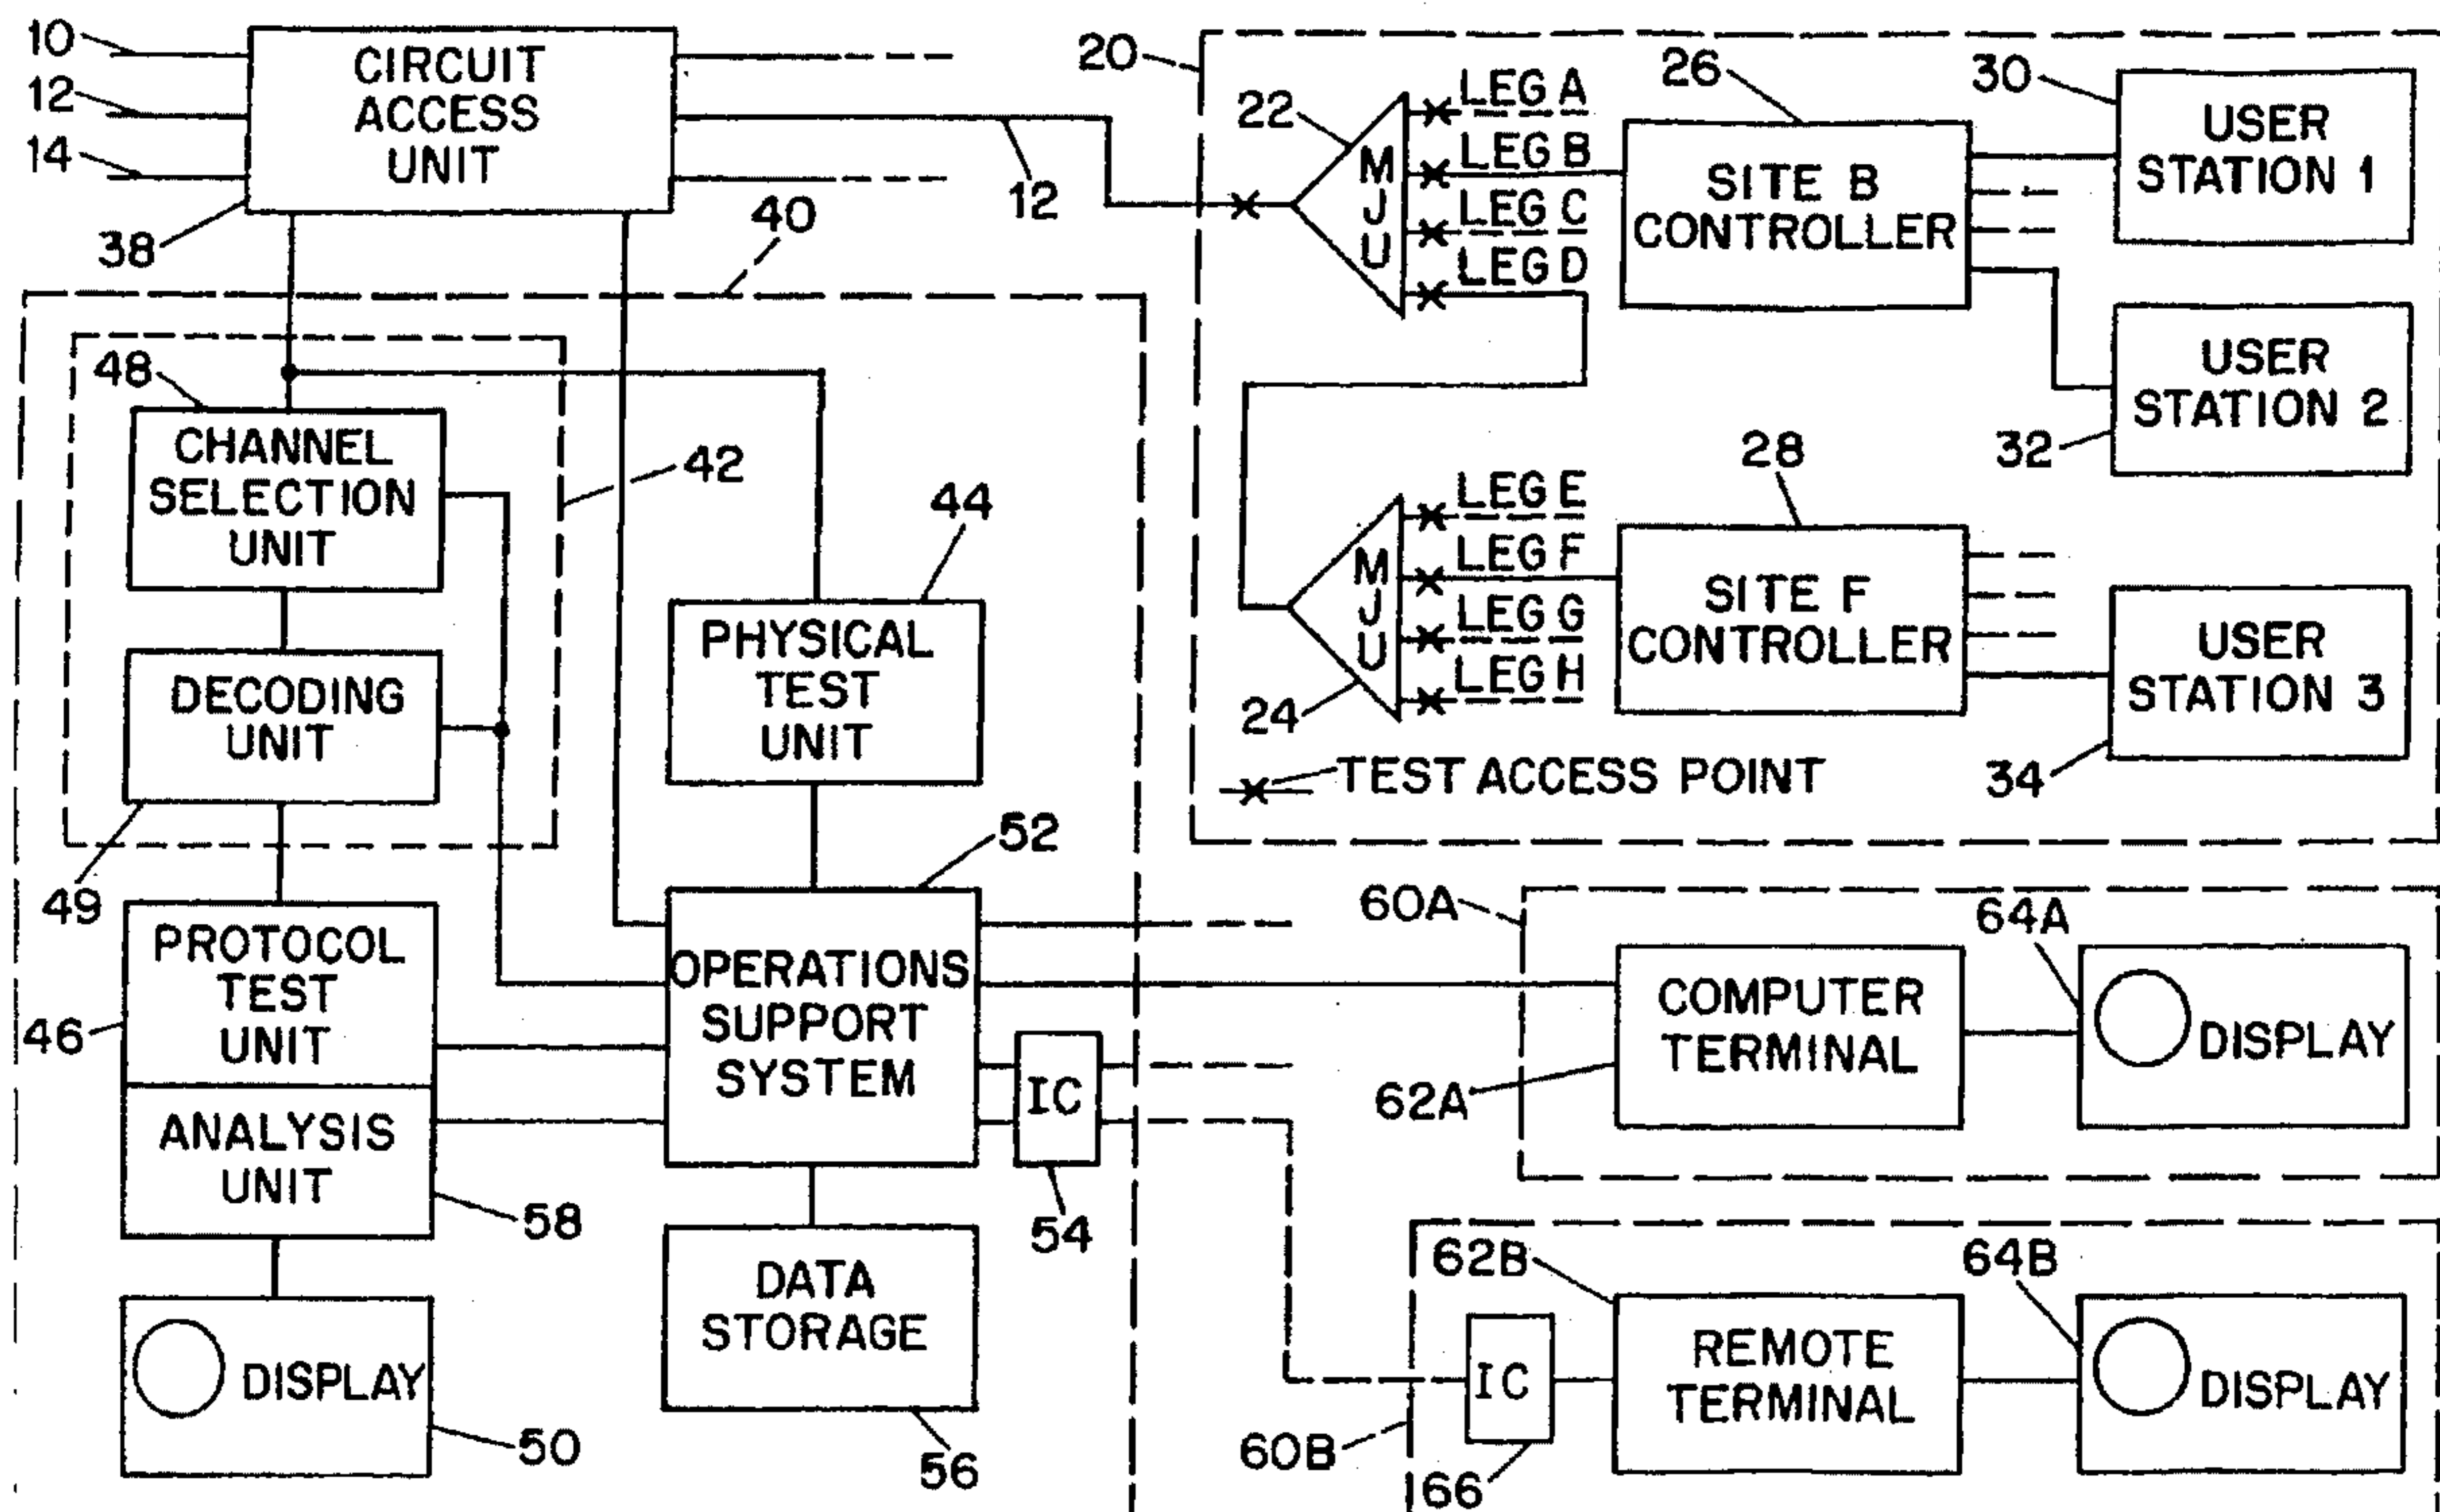 10
12
14
CIRCUIT
ACCESS
UNIT
38
12
40
20
22
MJU
LEG A
LEG B
LEG C
LEG D
26
SITE B
CONTROLLER
30
USER
STATION 1
USER
STATION 2
32
48
CHANNEL
SELECTION
UNIT
42
44
DECODING
UNIT
49
PHYSICAL
TEST
UNIT
MJU
24
LEG E
LEG F
LEG G
LEG H
28
SITE F
CONTROLLER
USER
STATION 3
34
TEST ACCESS POINT
52
PROTOCOL
TEST
UNIT
46
ANALYSIS
UNIT
58
OPERATIONS
SUPPORT
SYSTEM
IC
54
DATA
STORAGE
56
DISPLAY
50
60A
62A
COMPUTER
TERMINAL
64A
DISPLAY
60B
IC
166
62B
REMOTE
TERMINAL
64B
DISPLAY